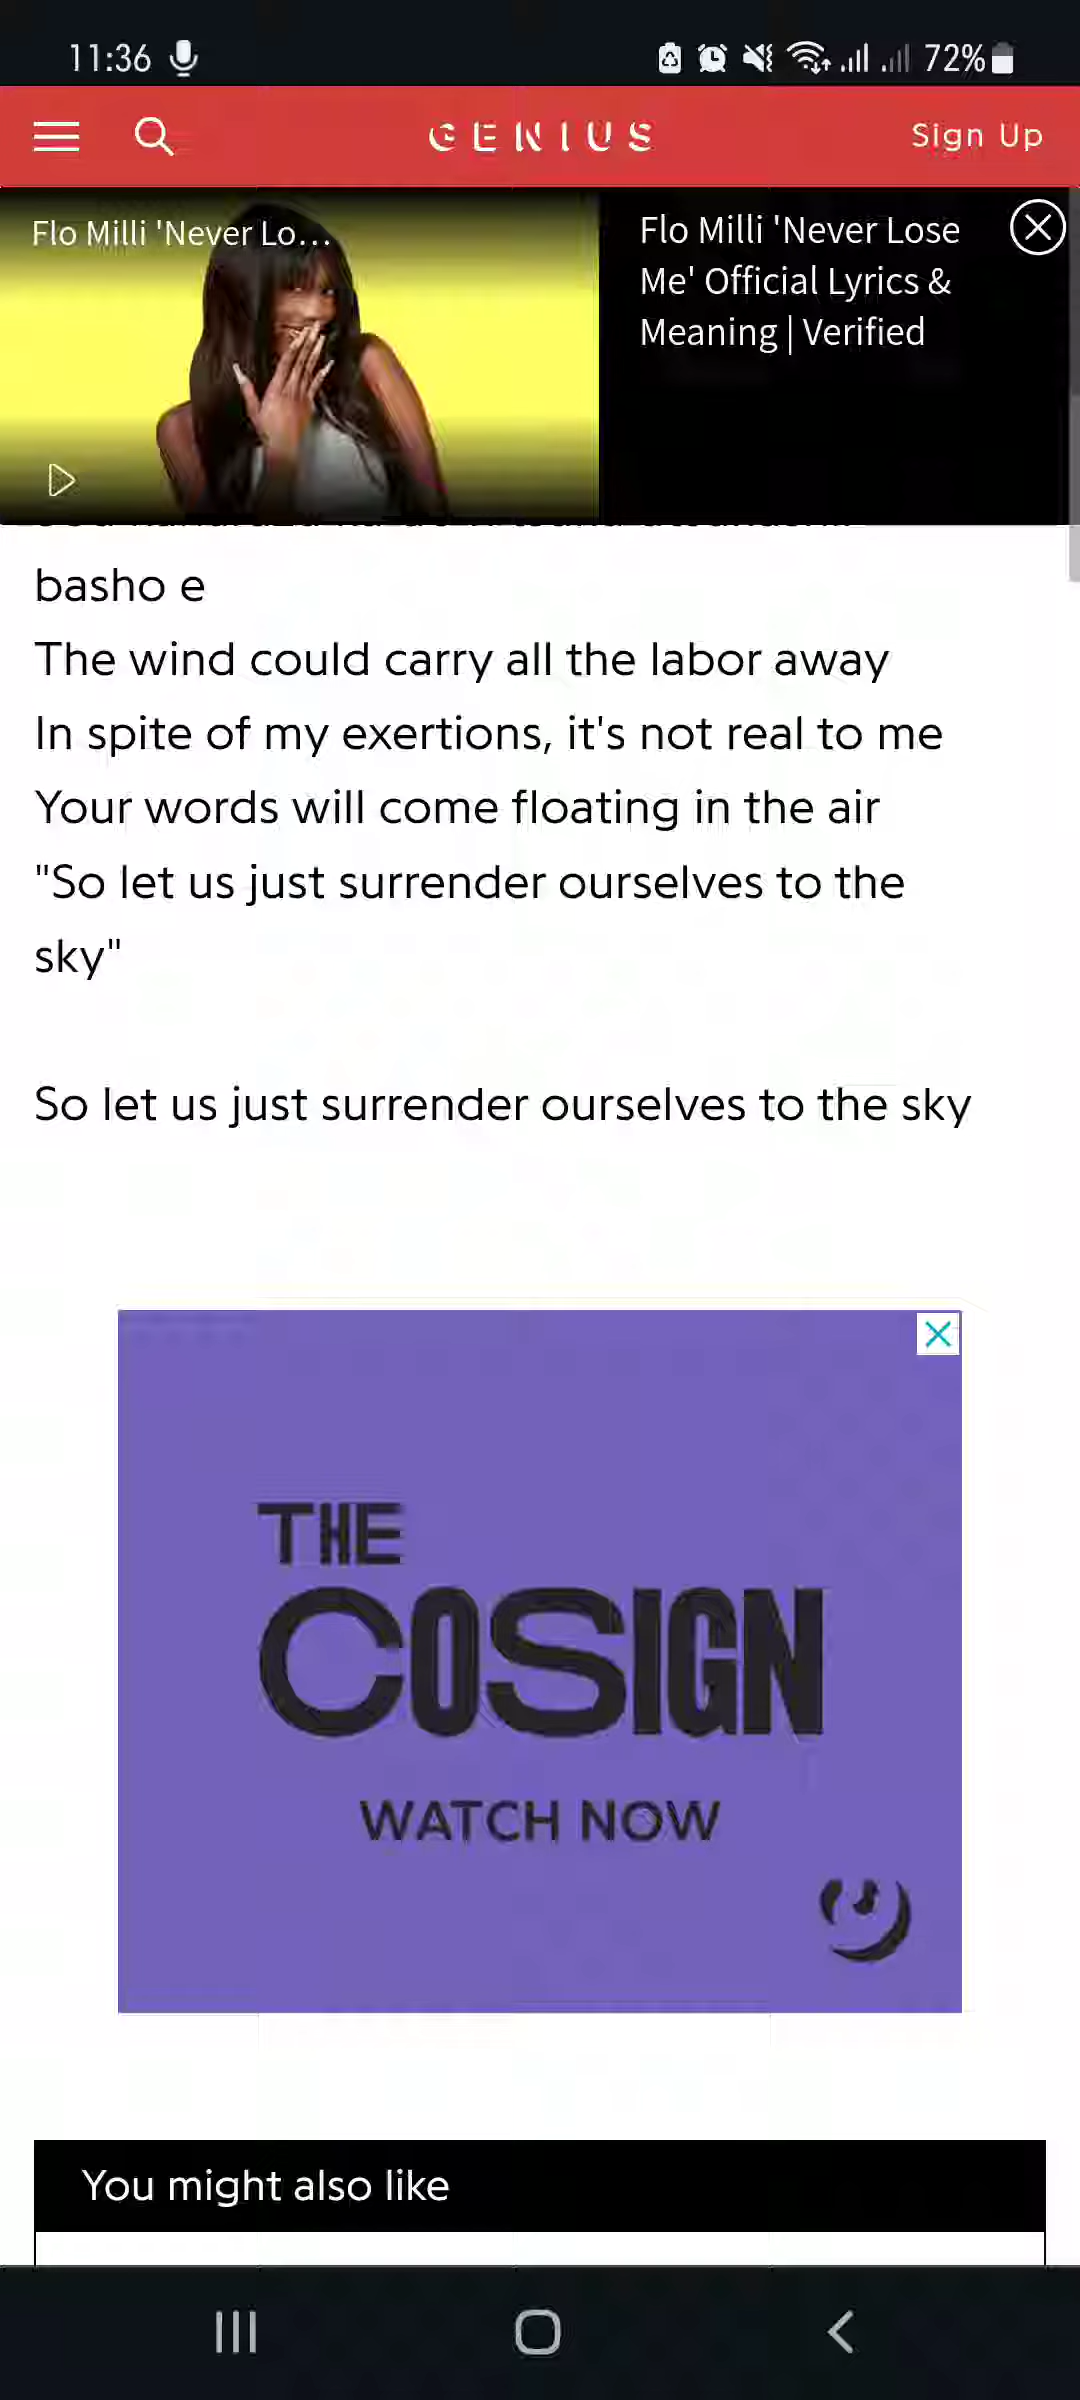 11:36
72%
GENIUS
Sign Up
Flo Milli 'Never Lo...
Flo Milli 'Never Lose
Me' Official Lyrics &
Meaning | Verified
basho e
The wind could carry all the labor away
In spite of my exertions, it's not real to me
Your words will come floating in the air
"So let us just surrender ourselves to the
sky"
So let us just surrender ourselves to the sky
THE
COSIGN
WATCH NOW
You might also like